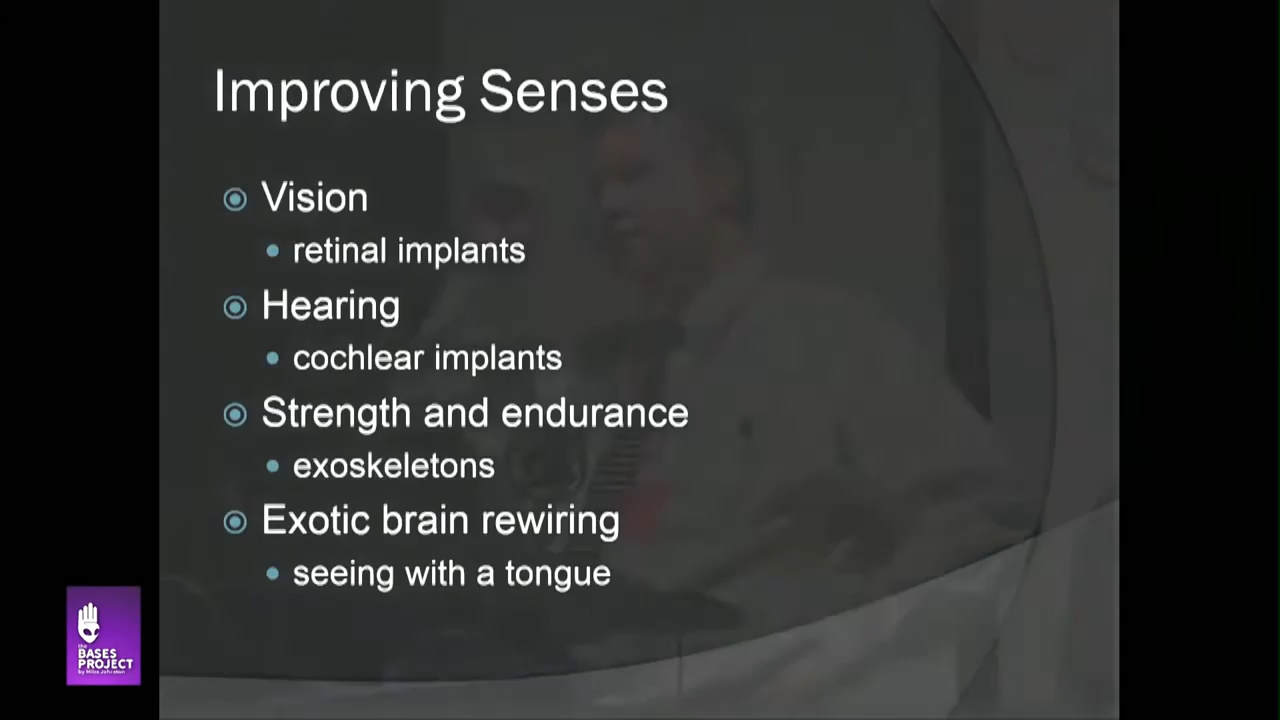 Improving Senses
Vision
retinal implants
Hearing
cochlear implants
Strength and endurance
exoskeletons
Exotic brain rewiring
seeing with a tongue
the
BASES
PROJECT
by Miles Johnston